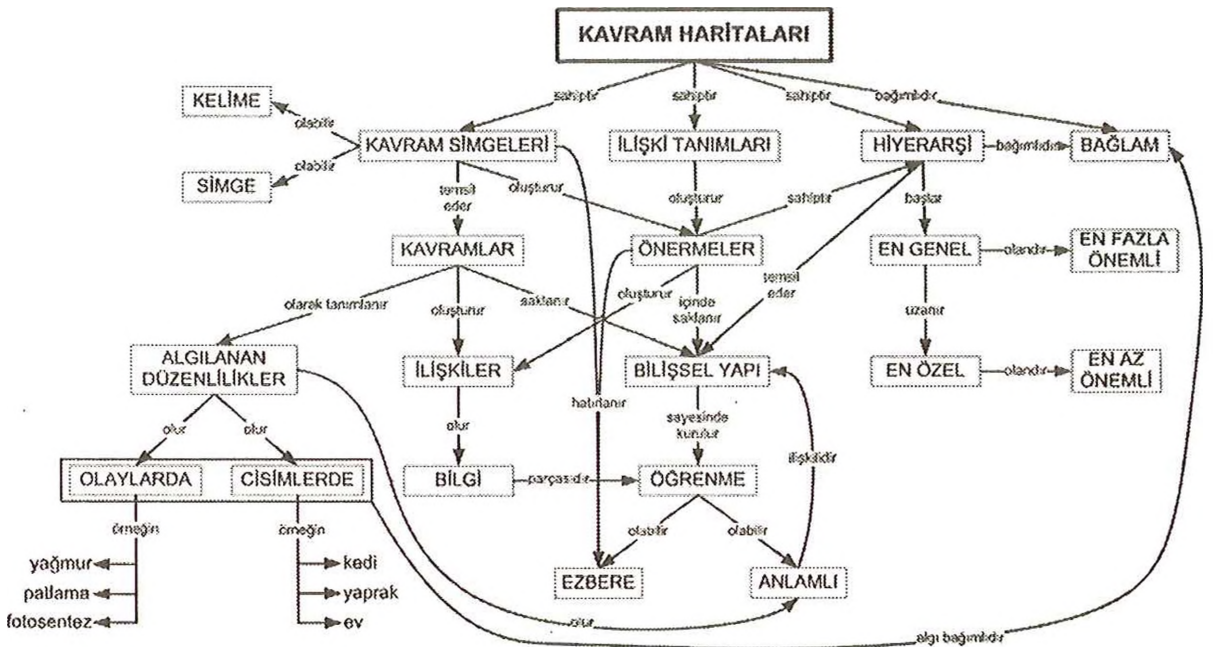 KAVRAM HARİTALARI
sahiptir
sahiptir
sahiptir
bağımlıdır
KELİME
olabilir
KAVRAM SİMGELERİ
İLİŞKİ TANIMLARI
HİYERARŞİ
bağımlıdır
BAĞLAM
olabilir
SİMGE
temsil
eder
oluşturur
oluşturur
sahiptir
başlar
KAVRAMLAR
ÖNERMELER
EN GENEL
olandır
EN FAZLA
ÖNEMLİ
olarak tanımlanır
oluşturur
saklanır
oluşturur
içinde
saklanır
temsil
eder
uzanır
ALGILANAN
DÜZENLİLİKLER
İLİŞKİLER
BİLİŞSEL YAPI
EN ÖZEL
olandır
EN AZ
ÖNEMLİ
hatırlanır
olur
olur
olur
sayesinde
kurulur
ilişkilidir
OLAYLARDA
CİSİMLERDE
BİLGİ
parçasıdır
ÖĞRENME
örneğin
örneğin
olabilir
olabilir
yağmur
kedi
EZBERE
ANLAMLI
patlama
yaprak
fotosentez
ev
olur
algı bağımlıdır